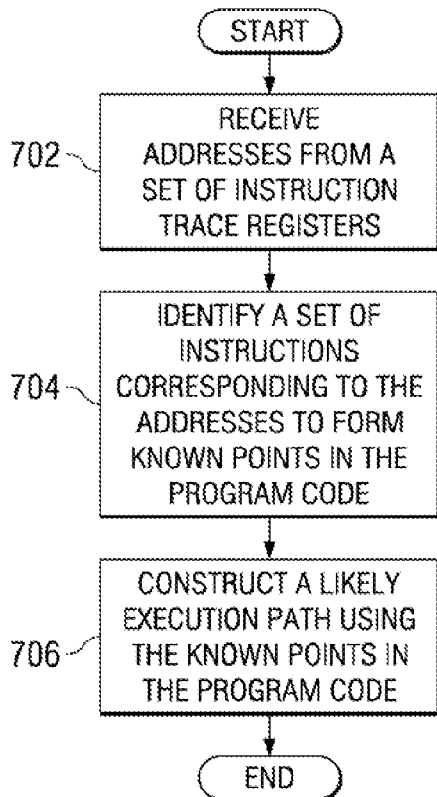 START
702
RECEIVE
ADDRESSES FROM A
SET OF INSTRUCTION
TRACE REGISTERS
704
IDENTIFY A SET OF
INSTRUCTIONS
CORRESPONDING TO THE
ADDRESSES TO FORM
KNOWN POINTS IN THE
PROGRAM CODE
706
CONSTRUCT A LIKELY
EXECUTION PATH USING
THE KNOWN POINTS IN
THE PROGRAM CODE
END